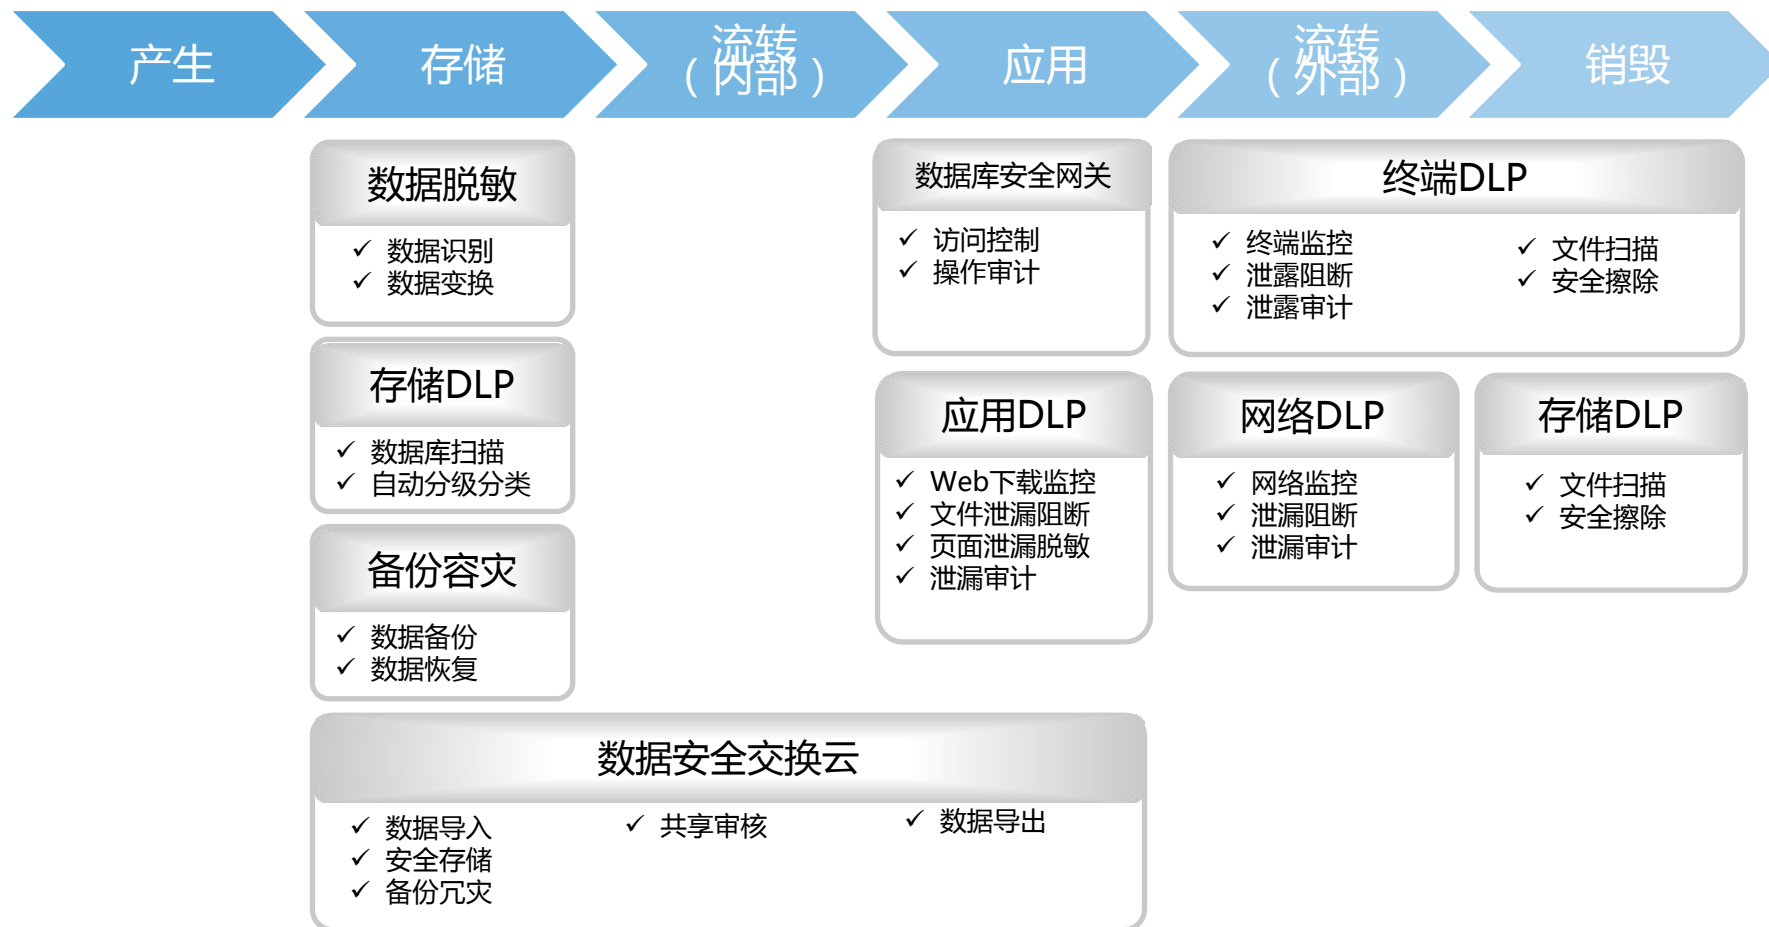 产生
存储
流转
（内部）
应用
流转
（外部）
销毁
数据脱敏
✓ 数据识别
✓ 数据变换
存储DLP
✓ 数据库扫描
✓ 自动分级分类
备份容灾
✓ 数据备份
✓ 数据恢复
数据库安全网关
✓ 访问控制
✓ 操作审计
应用DLP
✓ Web下载监控
✓ 文件泄漏阻断
✓ 页面泄漏脱敏
✓ 泄漏审计
终端DLP
✓ 终端监控
✓ 泄露阻断
✓ 泄露审计
✓ 文件扫描
✓ 安全擦除
网络DLP
✓ 网络监控
✓ 泄漏阻断
✓ 泄漏审计
存储DLP
✓ 文件扫描
✓ 安全擦除
数据安全交换云
✓ 数据导入
✓ 安全存储
✓ 备份冗灾
✓ 共享审核
✓ 数据导出